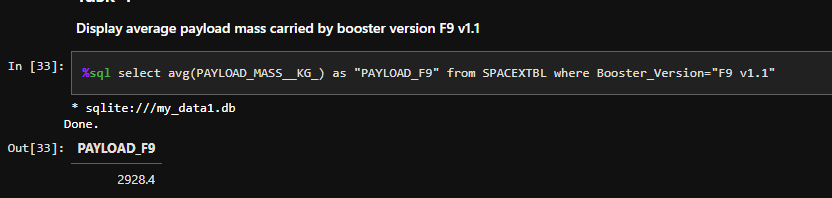 Display average payload mass carried by booster version F9 v1.1
In [33]: %sql select avg(PAYLOAD_MASS__KG_) as "PAYLOAD_F9" from SPACEXTBL where Booster_Version="F9 v1.1"
* sqlite:///my_data1.db
Done.
Out[33]: PAYLOAD_F9
2928.4